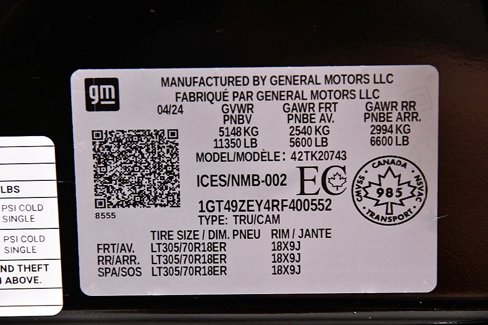 gm
MANUFACTURED BY GENERAL MOTORS LLC
FABRIQUÉ PAR GENERAL MOTORS LLC
04/24 GVWR GAWR FRT GAWR RR
PNBV PNBE AV. PNBE ARR.
5148 KG 2540 KG 2994 KG
11350 LB 5600 LB 6600 LB
MODEL/MODÈLE: 42TK20743
ICES/NMB-002 EC
CANADA
CMVSS 985 NSVAC
1GT49ZEY4RF400552
8555
TYPE: TRU/CAM
TIRE SIZE / DIM. PNEU RIM / JANTE
FRT/AV. LT305/70R18ER 18X9J
RR/ARR. LT305/70R18ER 18X9J
SPA/SOS LT305/70R18ER 18X9J
LBS
PSI COLD
SINGLE
PSI COLD
SINGLE
ND THEFT
ABOVE.